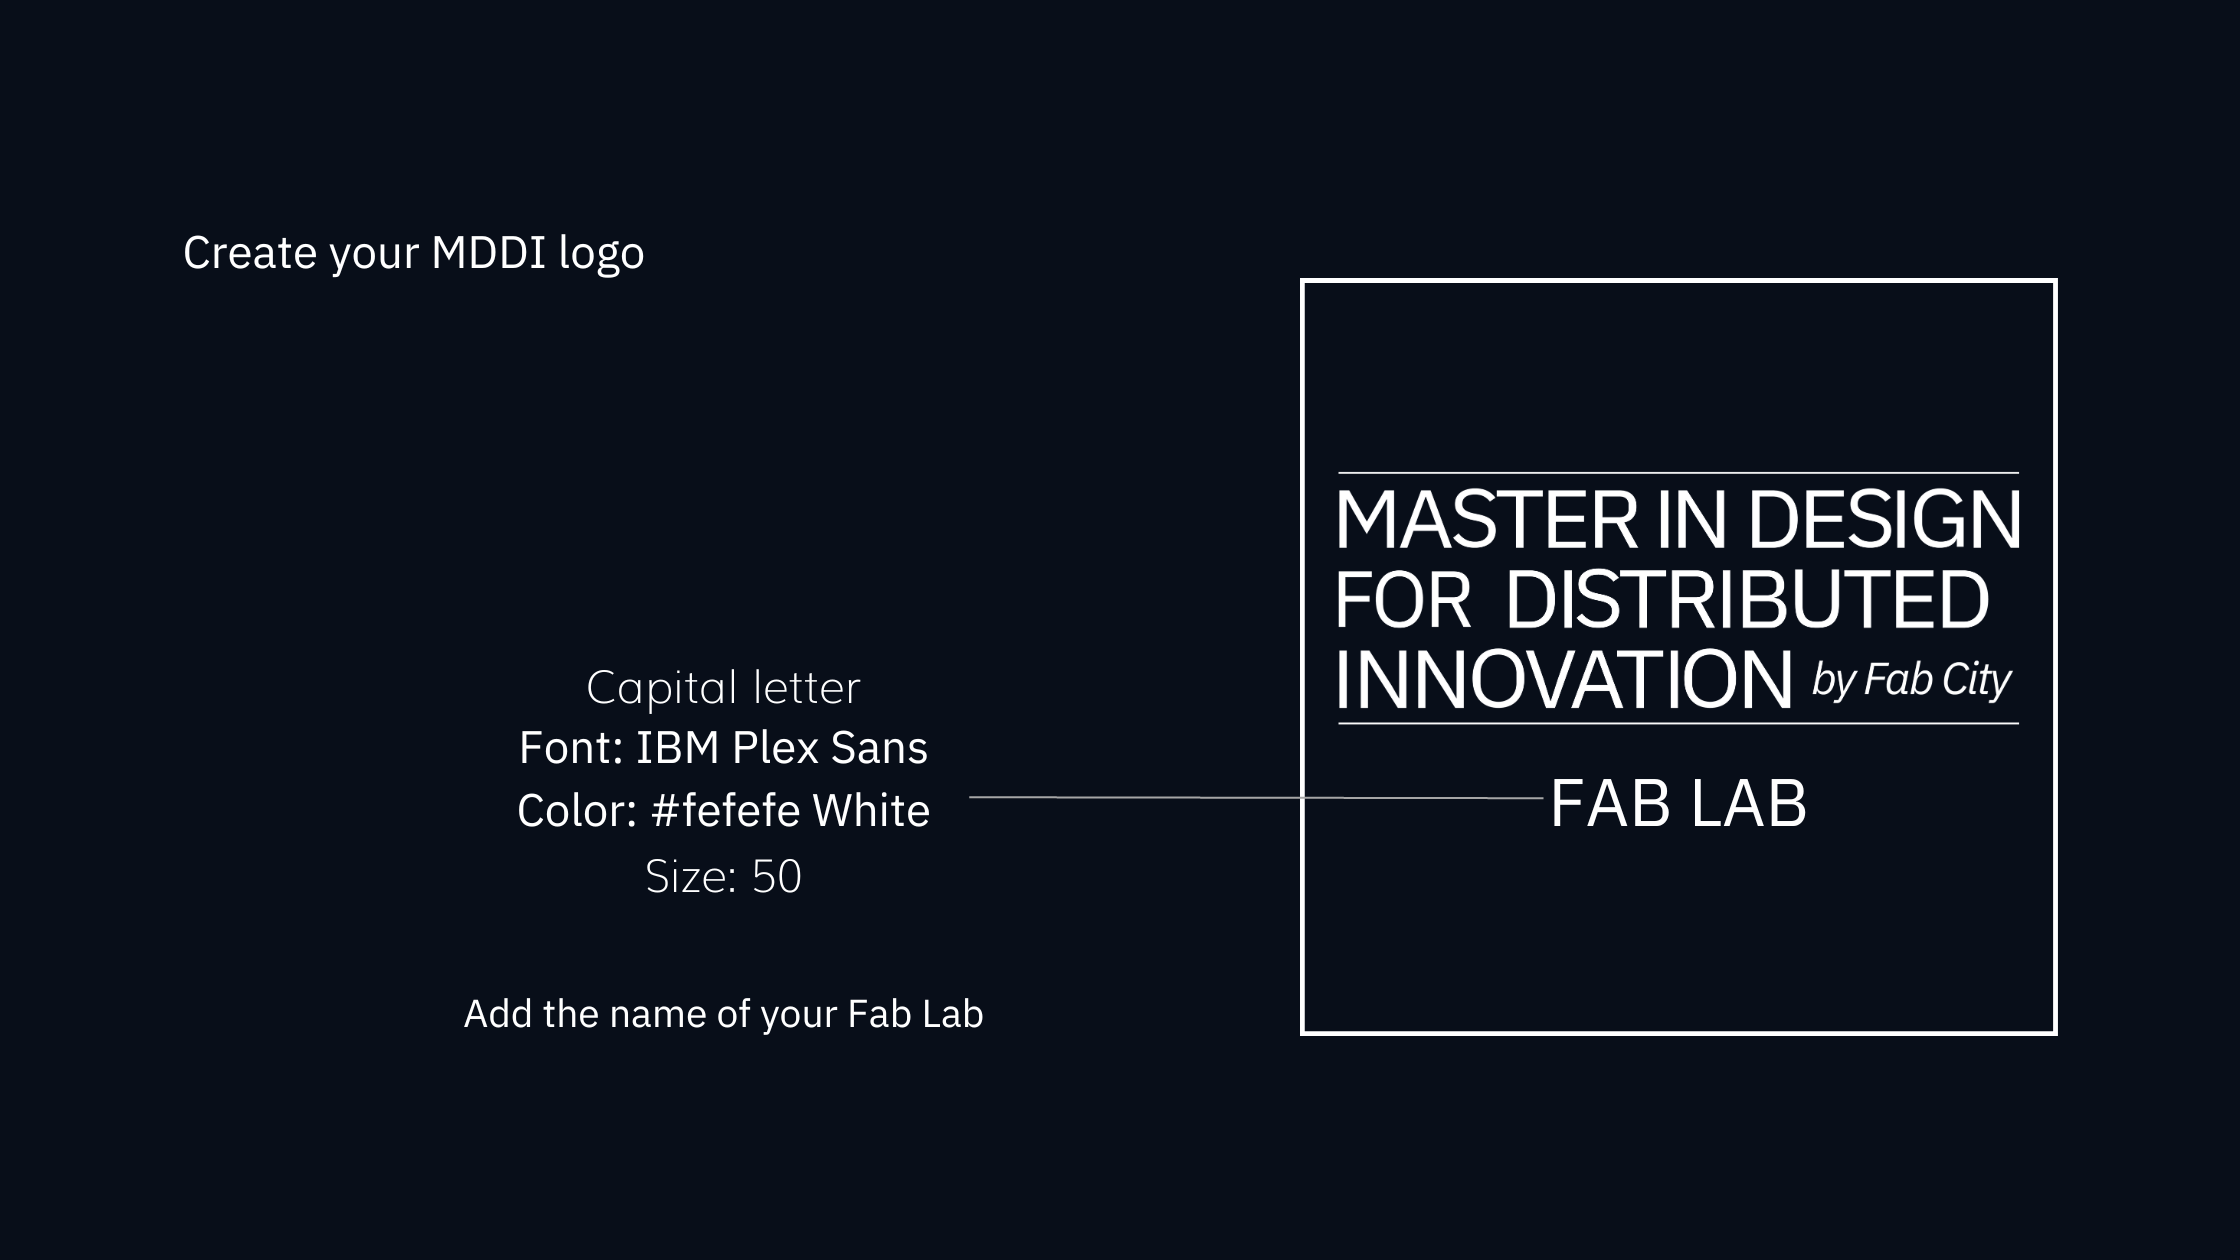 Create your MDDI logo
Capital letter
Font: IBM Plex Sans
Color: #fefefe White
Size: 50
Add the name of your Fab Lab
MASTER IN DESIGN
FOR DISTRIBUTED
INNOVATION by Fab City
FAB LAB